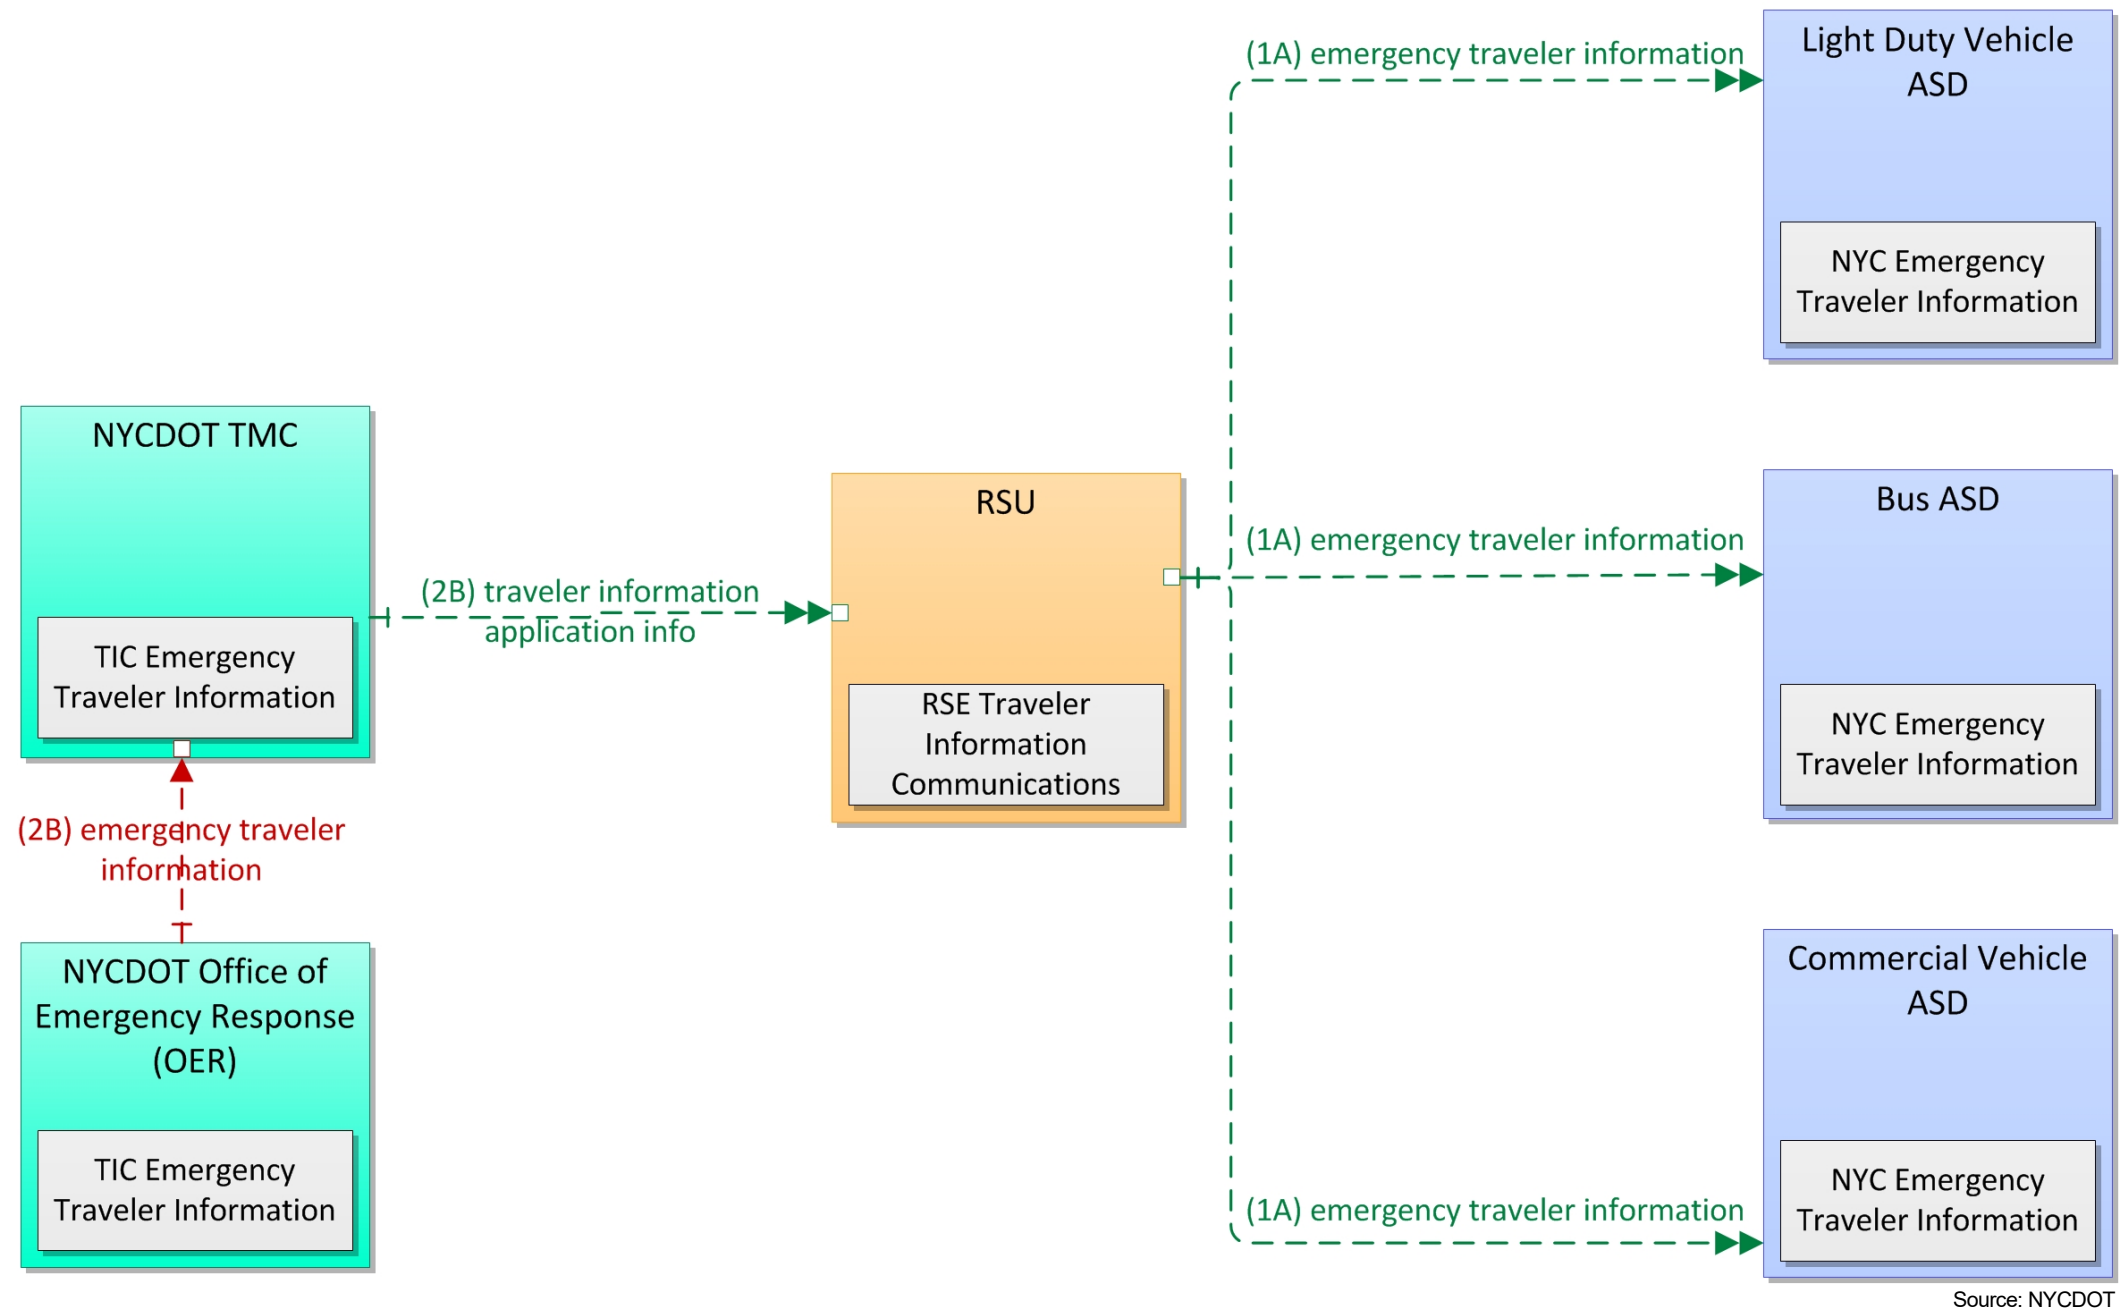 (1A) emergency traveler information
Light Duty Vehicle
ASD
NYC Emergency
Traveler Information
NYCDOT TMC
TIC Emergency
Traveler Information
(2B) traveler information
application info
RSU
RSE Traveler
Information
Communications
(1A) emergency traveler information
Bus ASD
NYC Emergency
Traveler Information
(2B) emergency traveler
information
NYCDOT Office of
Emergency Response
(OER)
TIC Emergency
Traveler Information
(1A) emergency traveler information
Commercial Vehicle
ASD
NYC Emergency
Traveler Information
Source: NYCDOT